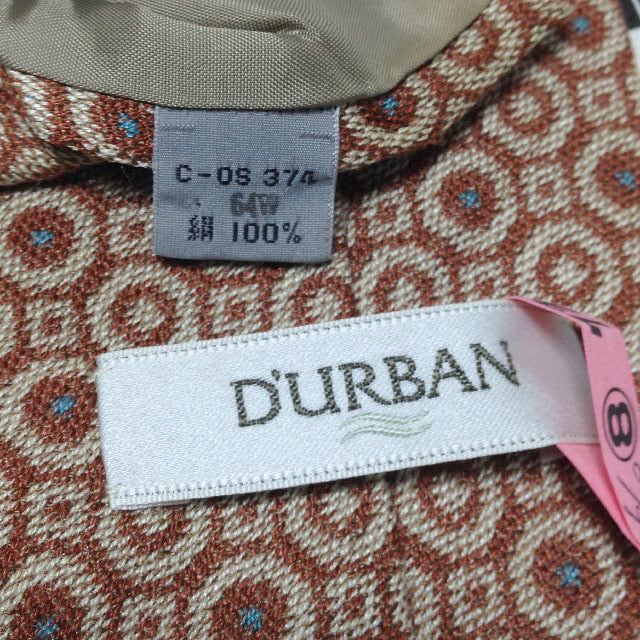 C-OS 374
64W
絹 100%
D'URBAN
8